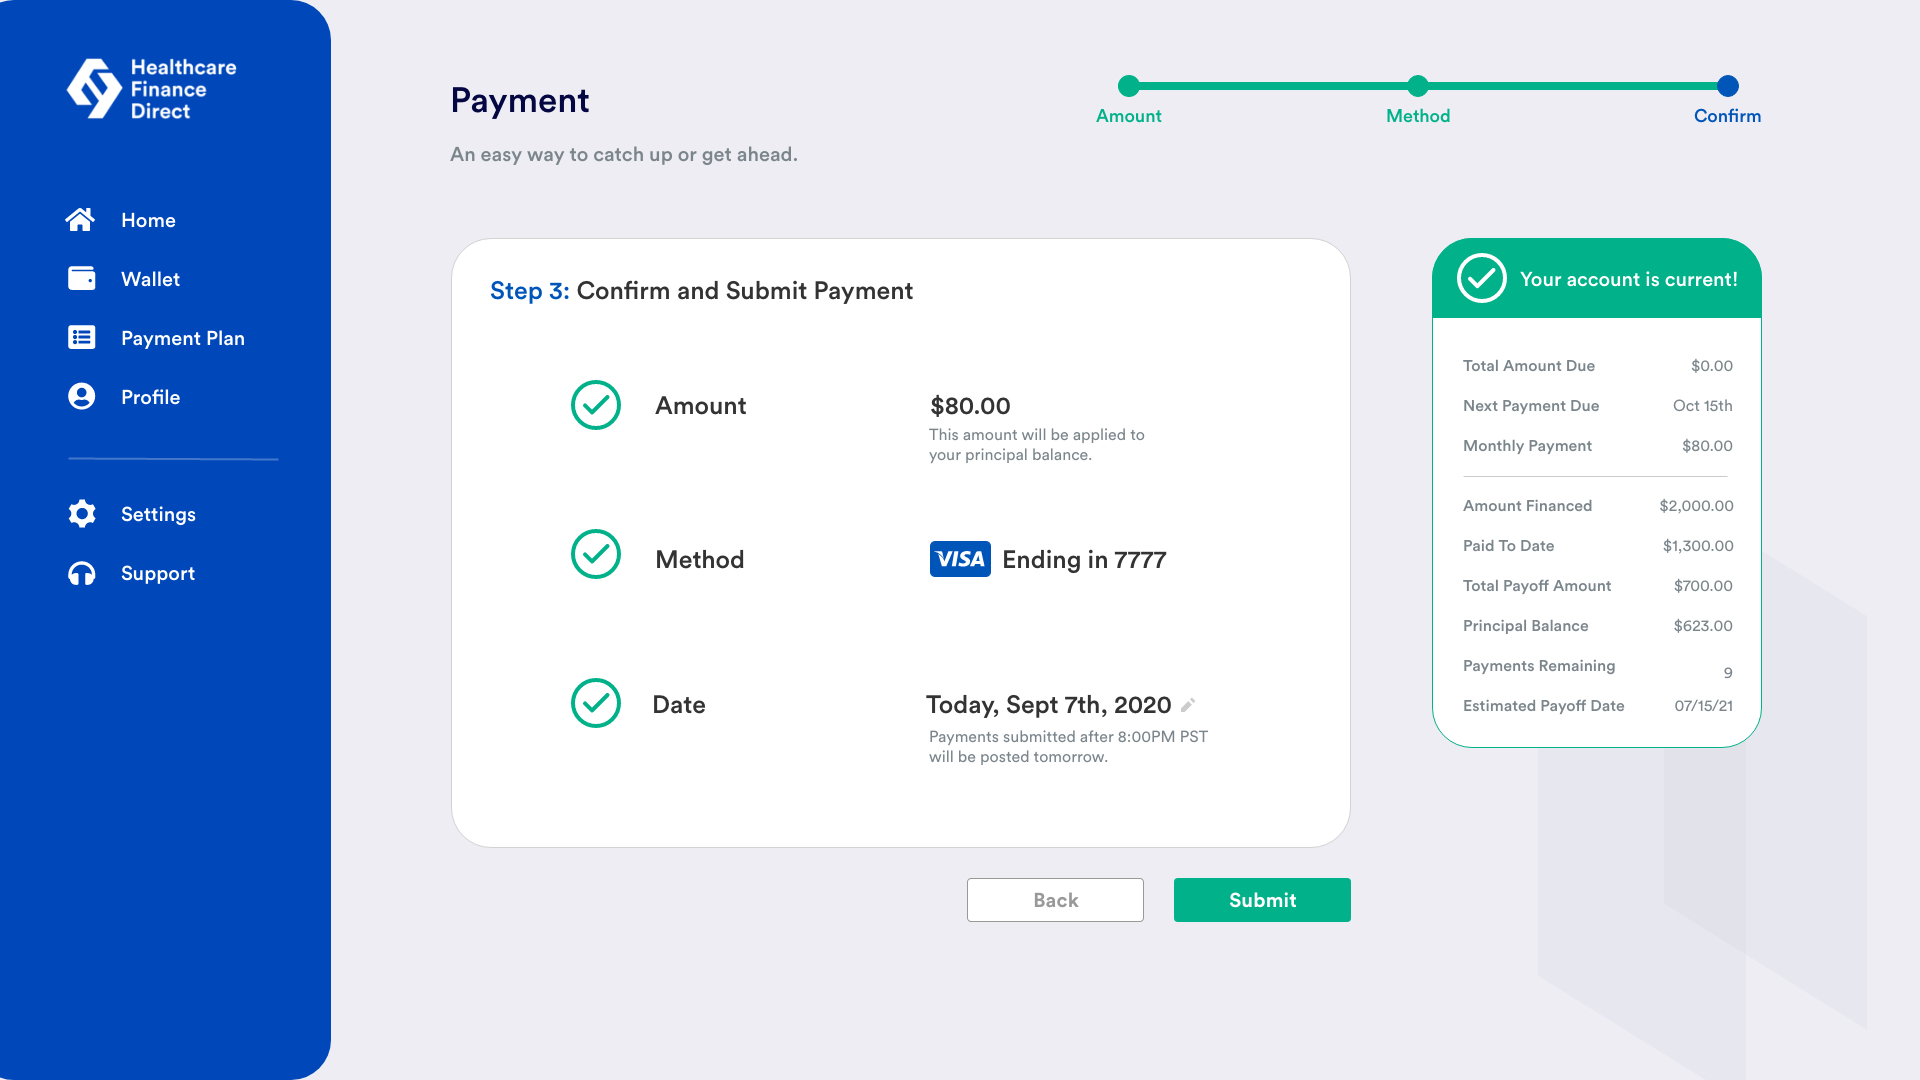 Healthcare
Finance
Direct
Home
Wallet
Payment Plan
Profile
Settings
Support
Payment
An easy way to catch up or get ahead.
Amount
Method
Confirm
Step 3: Confirm and Submit Payment
Amount
$80.00
This amount will be applied to
your principal balance.
Method
VISA Ending in 7777
Date
Today, Sept 7th, 2020
Payments submitted after 8:00PM PST
will be posted tomorrow.
Back
Submit
Your account is current!
Total Amount Due $0.00
Next Payment Due Oct 15th
Monthly Payment $80.00
Amount Financed $2,000.00
Paid To Date $1,300.00
Total Payoff Amount $700.00
Principal Balance $623.00
Payments Remaining 9
Estimated Payoff Date 07/15/21